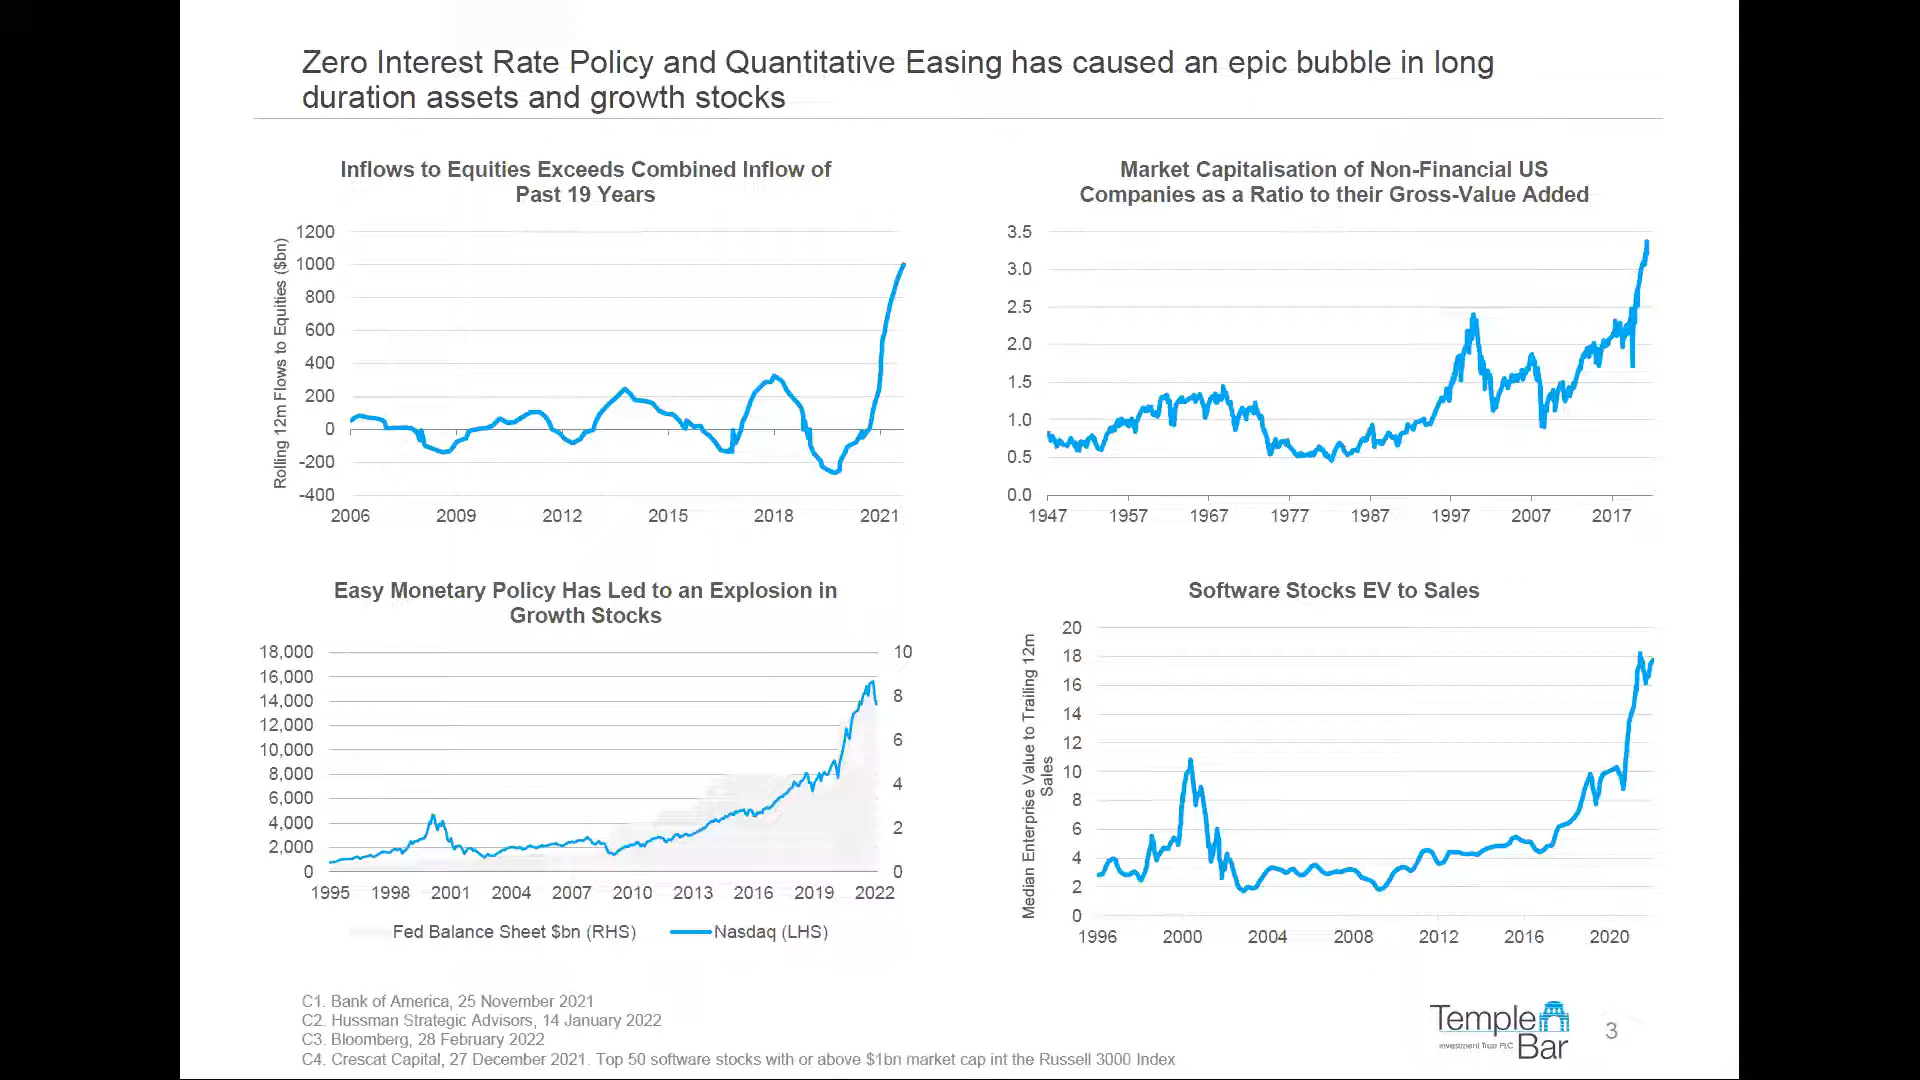 Zero Interest Rate Policy and Quantitative Easing has caused an epic bubble in long
duration assets and growth stocks
Inflows to Equities Exceeds Combined Inflow of
Past 19 Years
Rolling 12m Flows to Equities ($bn)
1200
1000
800
600
400
200
0
-200
-400
2006 2009 2012 2015 2018 2021
Market Capitalisation of Non-Financial US
Companies as a Ratio to their Gross-Value Added
3.5
3.0
2.5
2.0
1.5
1.0
0.5
0.0
1947 1957 1967 1977 1987 1997 2007 2017
Easy Monetary Policy Has Led to an Explosion in
Growth Stocks
18,000
16,000
14,000
12,000
10,000
8,000
6,000
4,000
2,000
0
10
8
6
4
2
0
1995 1998 2001 2004 2007 2010 2013 2016 2019 2022
Fed Balance Sheet $bn (RHS) Nasdaq (LHS)
Software Stocks EV to Sales
Median Enterprise Value to Trailing 12m
Sales
20
18
16
14
12
10
8
6
4
2
0
1996 2000 2004 2008 2012 2016 2020
C1. Bank of America, 25 November 2021
C2. Hussman Strategic Advisors, 14 January 2022
C3. Bloomberg, 28 February 2022
C4. Crescat Capital, 27 December 2021. Top 50 software stocks with or above $1bn market cap int the Russell 3000 Index
Temple
Investment Trust PLC Bar
3